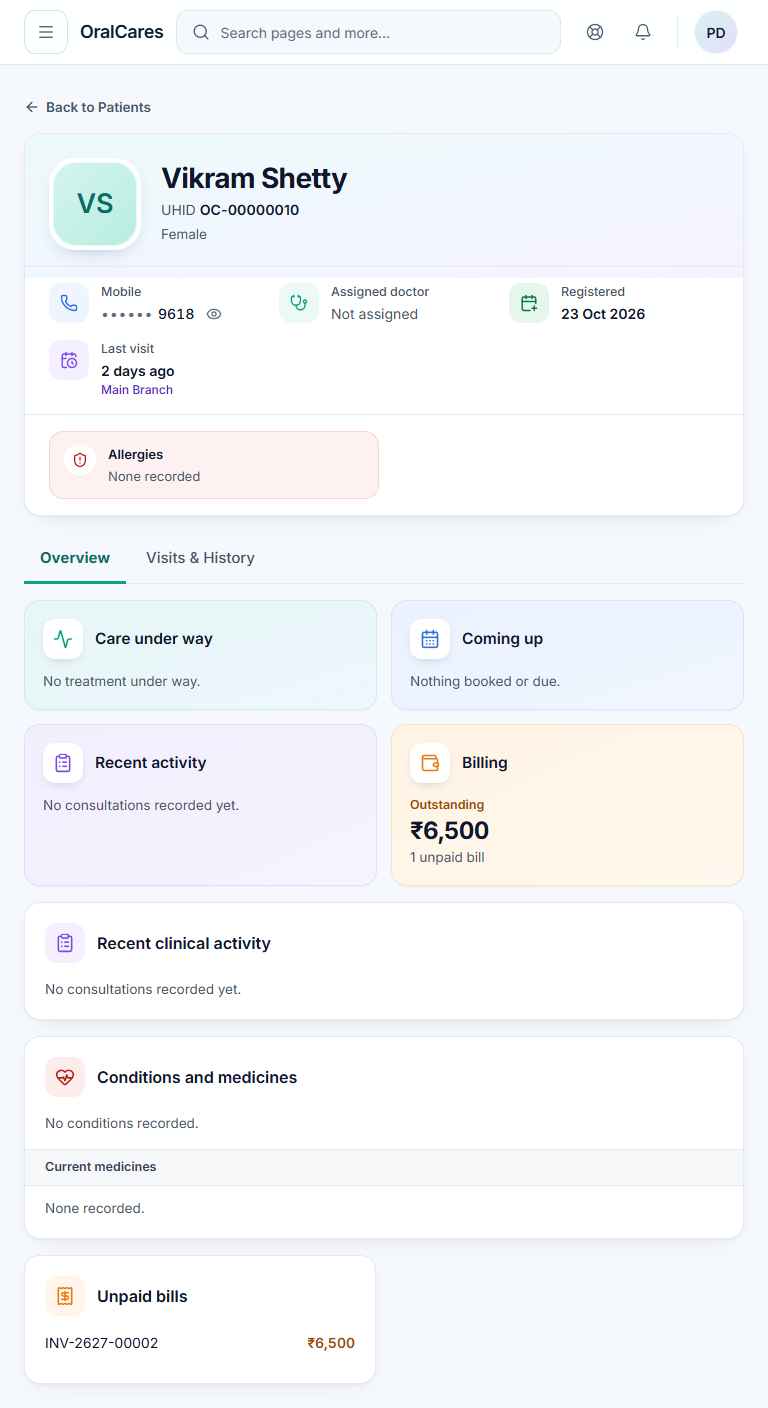 OralCares
Search pages and more...
PD
Back to Patients
VS
Vikram Shetty
UHID OC-00000010
Female
Mobile
•••••• 9618
Assigned doctor
Not assigned
Registered
23 Oct 2026
Last visit
2 days ago
Main Branch
Allergies
None recorded
Overview
Visits & History
Care under way
No treatment under way.
Coming up
Nothing booked or due.
Recent activity
No consultations recorded yet.
Billing
Outstanding
₹6,500
1 unpaid bill
Recent clinical activity
No consultations recorded yet.
Conditions and medicines
No conditions recorded.
Current medicines
None recorded.
Unpaid bills
INV-2627-00002 ₹6,500